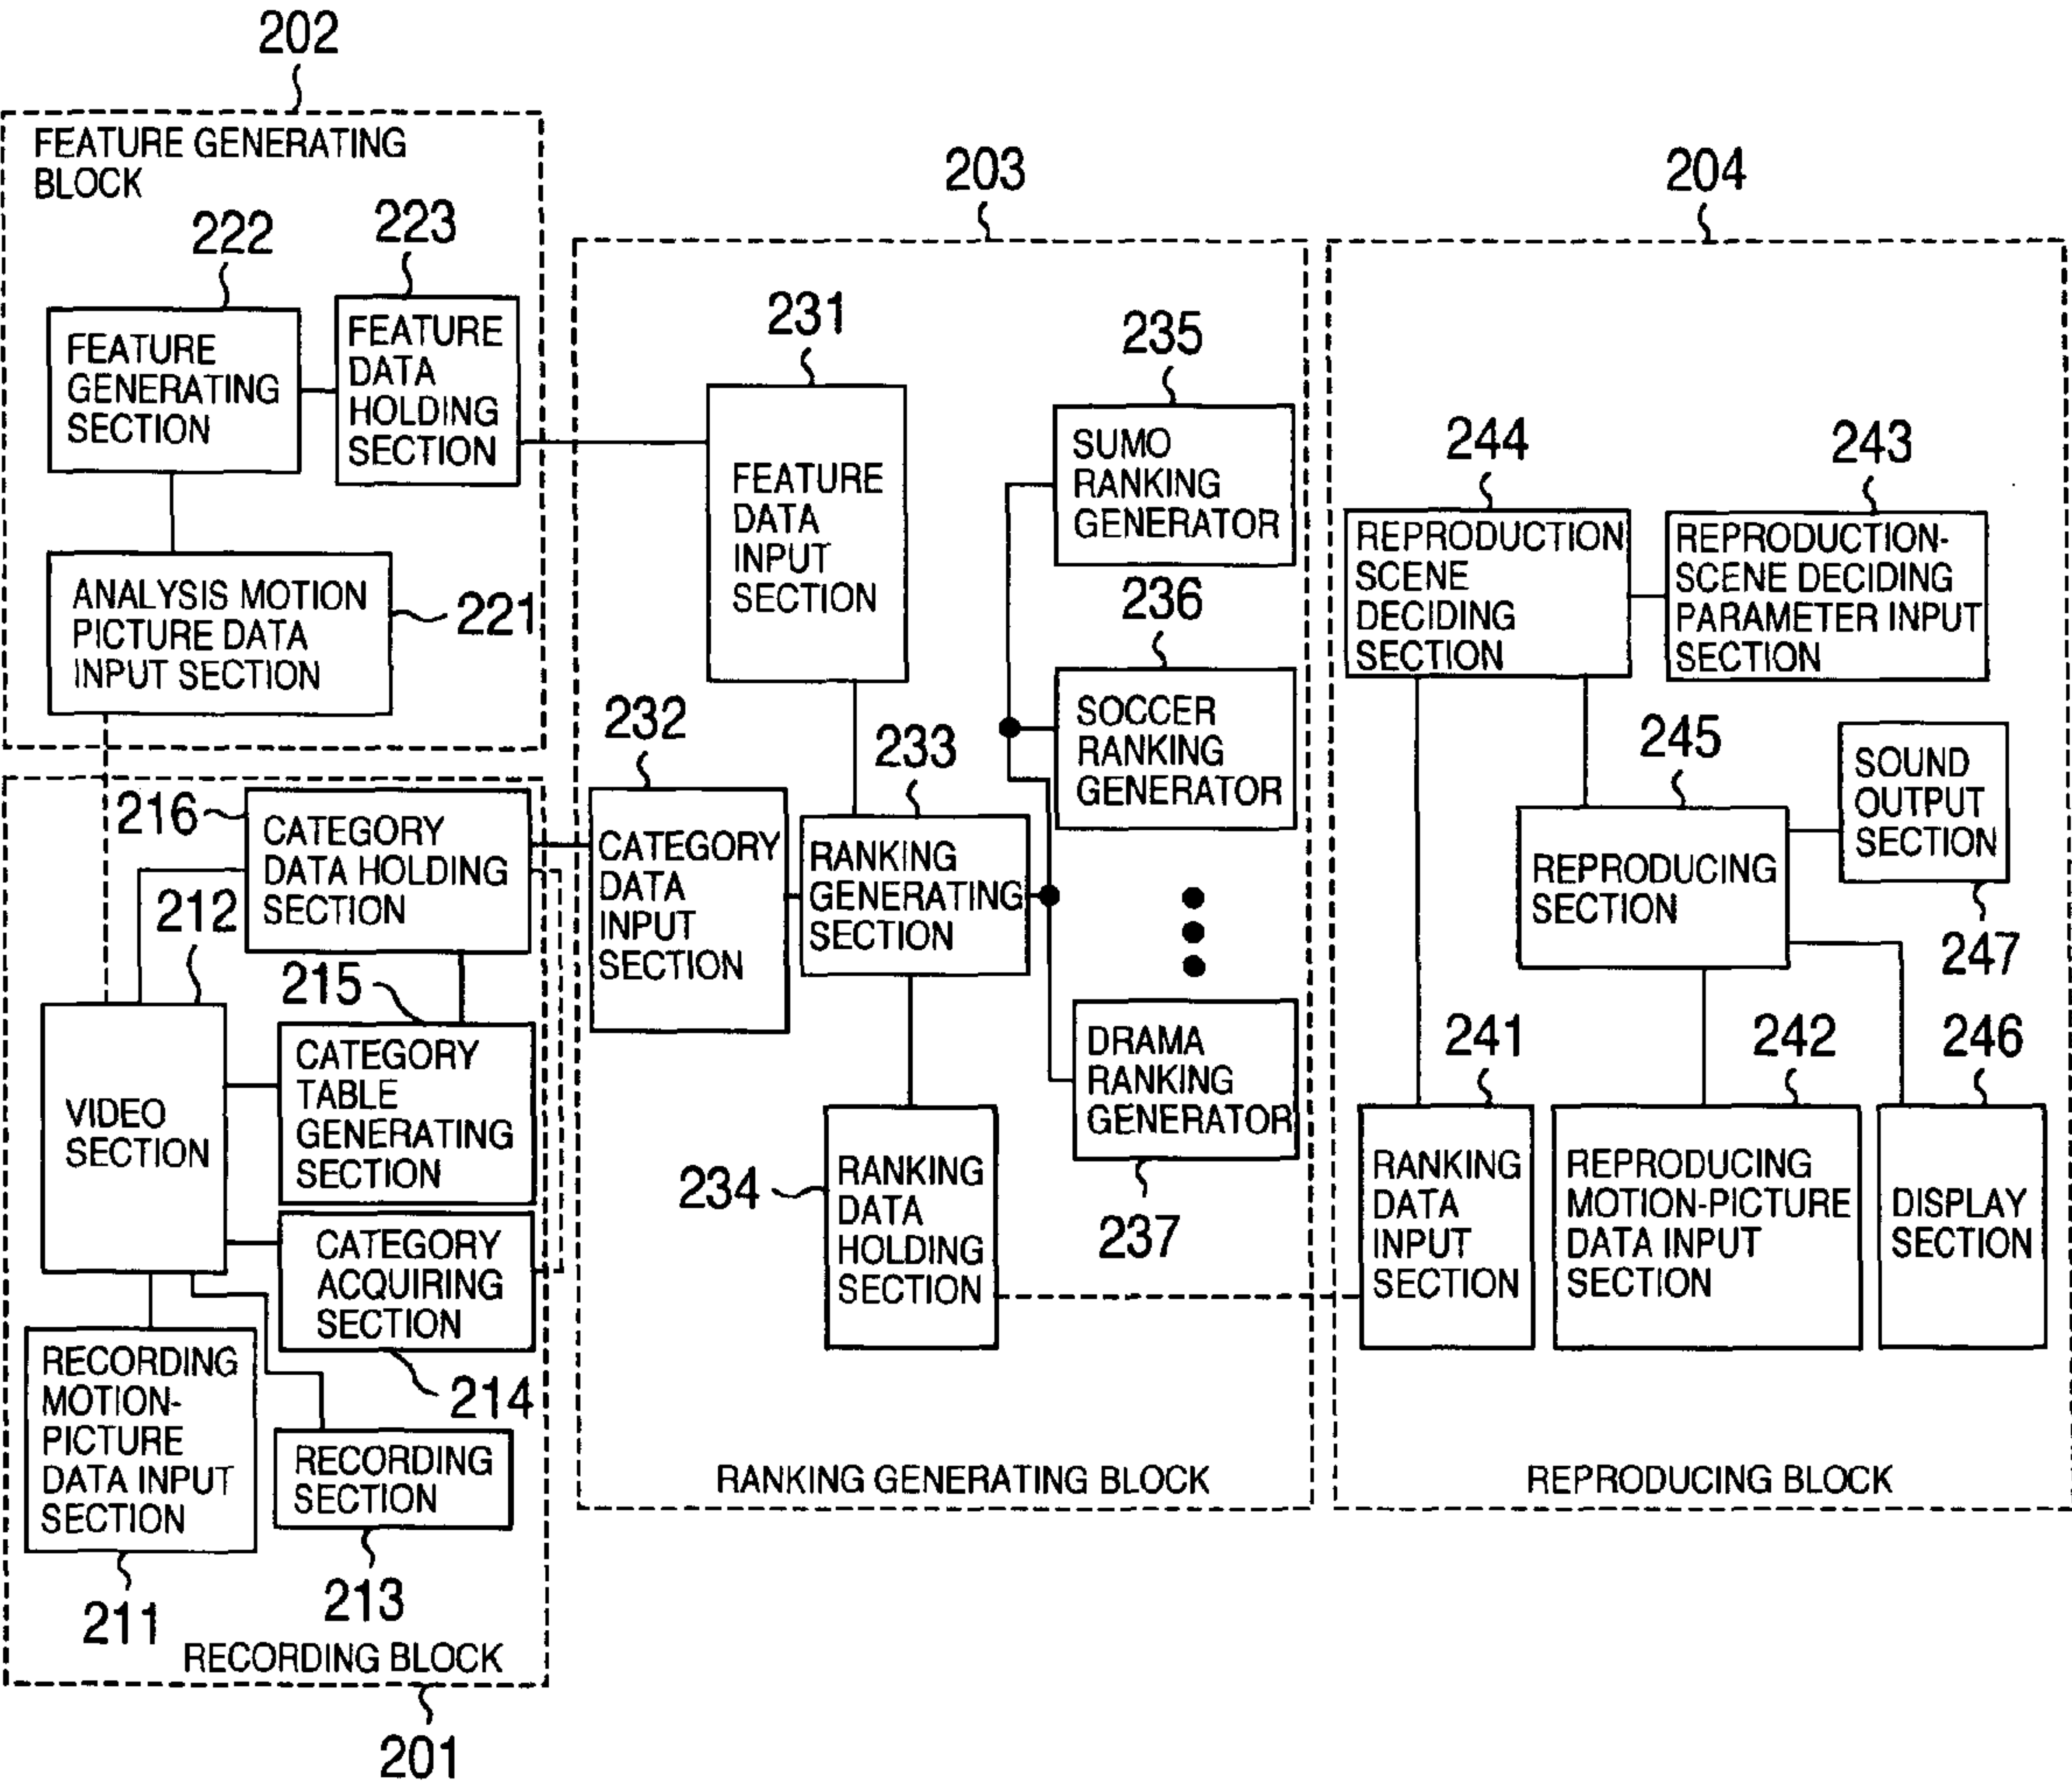 202
FEATURE GENERATING
BLOCK
222
223
FEATURE
GENERATING
SECTION
FEATURE
DATA
HOLDING
SECTION
ANALYSIS MOTION
PICTURE DATA
INPUT SECTION
221
216
CATEGORY
DATA HOLDING
SECTION
212
215
VIDEO
SECTION
CATEGORY
TABLE
GENERATING
SECTION
CATEGORY
ACQUIRING
SECTION
214
RECORDING
MOTION-
PICTURE
DATA INPUT
SECTION
211
RECORDING
SECTION
213
RECORDING BLOCK
201
203
231
FEATURE
DATA
INPUT
SECTION
232
CATEGORY
DATA
INPUT
SECTION
233
RANKING
GENERATING
SECTION
235
SUMO
RANKING
GENERATOR
236
SOCCER
RANKING
GENERATOR
DRAMA
RANKING
GENERATOR
237
234
RANKING
DATA
HOLDING
SECTION
RANKING GENERATING BLOCK
204
244
REPRODUCTION
SCENE
DECIDING
SECTION
243
REPRODUCTION-
SCENE DECIDING
PARAMETER INPUT
SECTION
245
REPRODUCING
SECTION
SOUND
OUTPUT
SECTION
247
241
RANKING
DATA
INPUT
SECTION
242
REPRODUCING
MOTION-PICTURE
DATA INPUT
SECTION
246
DISPLAY
SECTION
REPRODUCING BLOCK